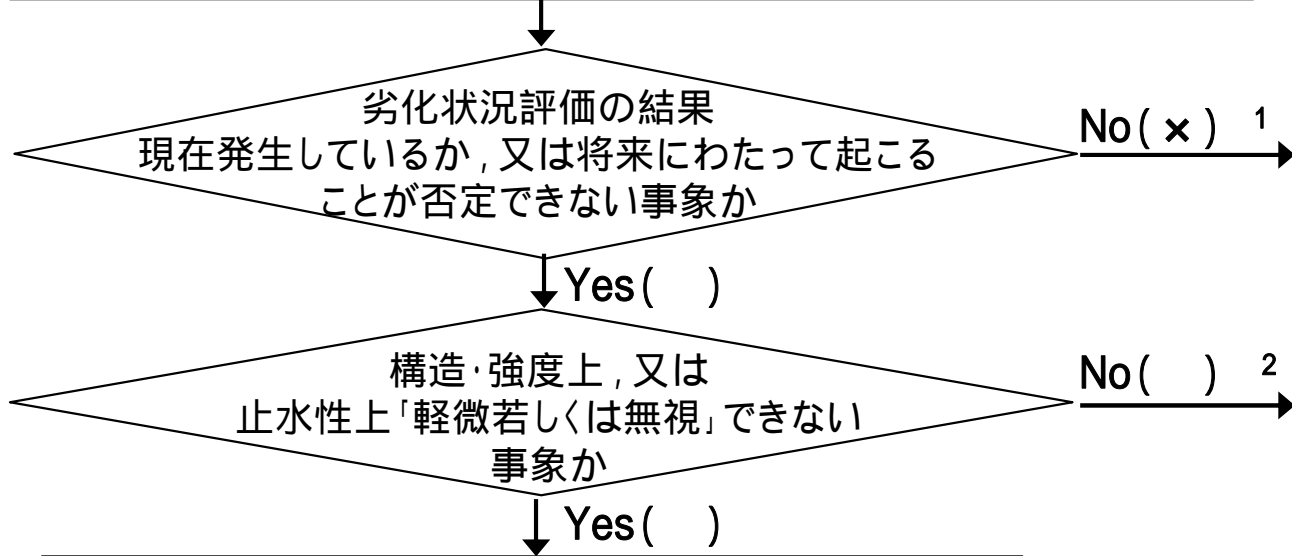 劣化状況評価の結果
現在発生しているか,又は将来にわたって起こる
ことが否定できない事象か
No(×) 1
Yes( )
構造・強度上,又は
止水性上「軽微若しくは無視」できない
事象か
No( ) 2
Yes( )